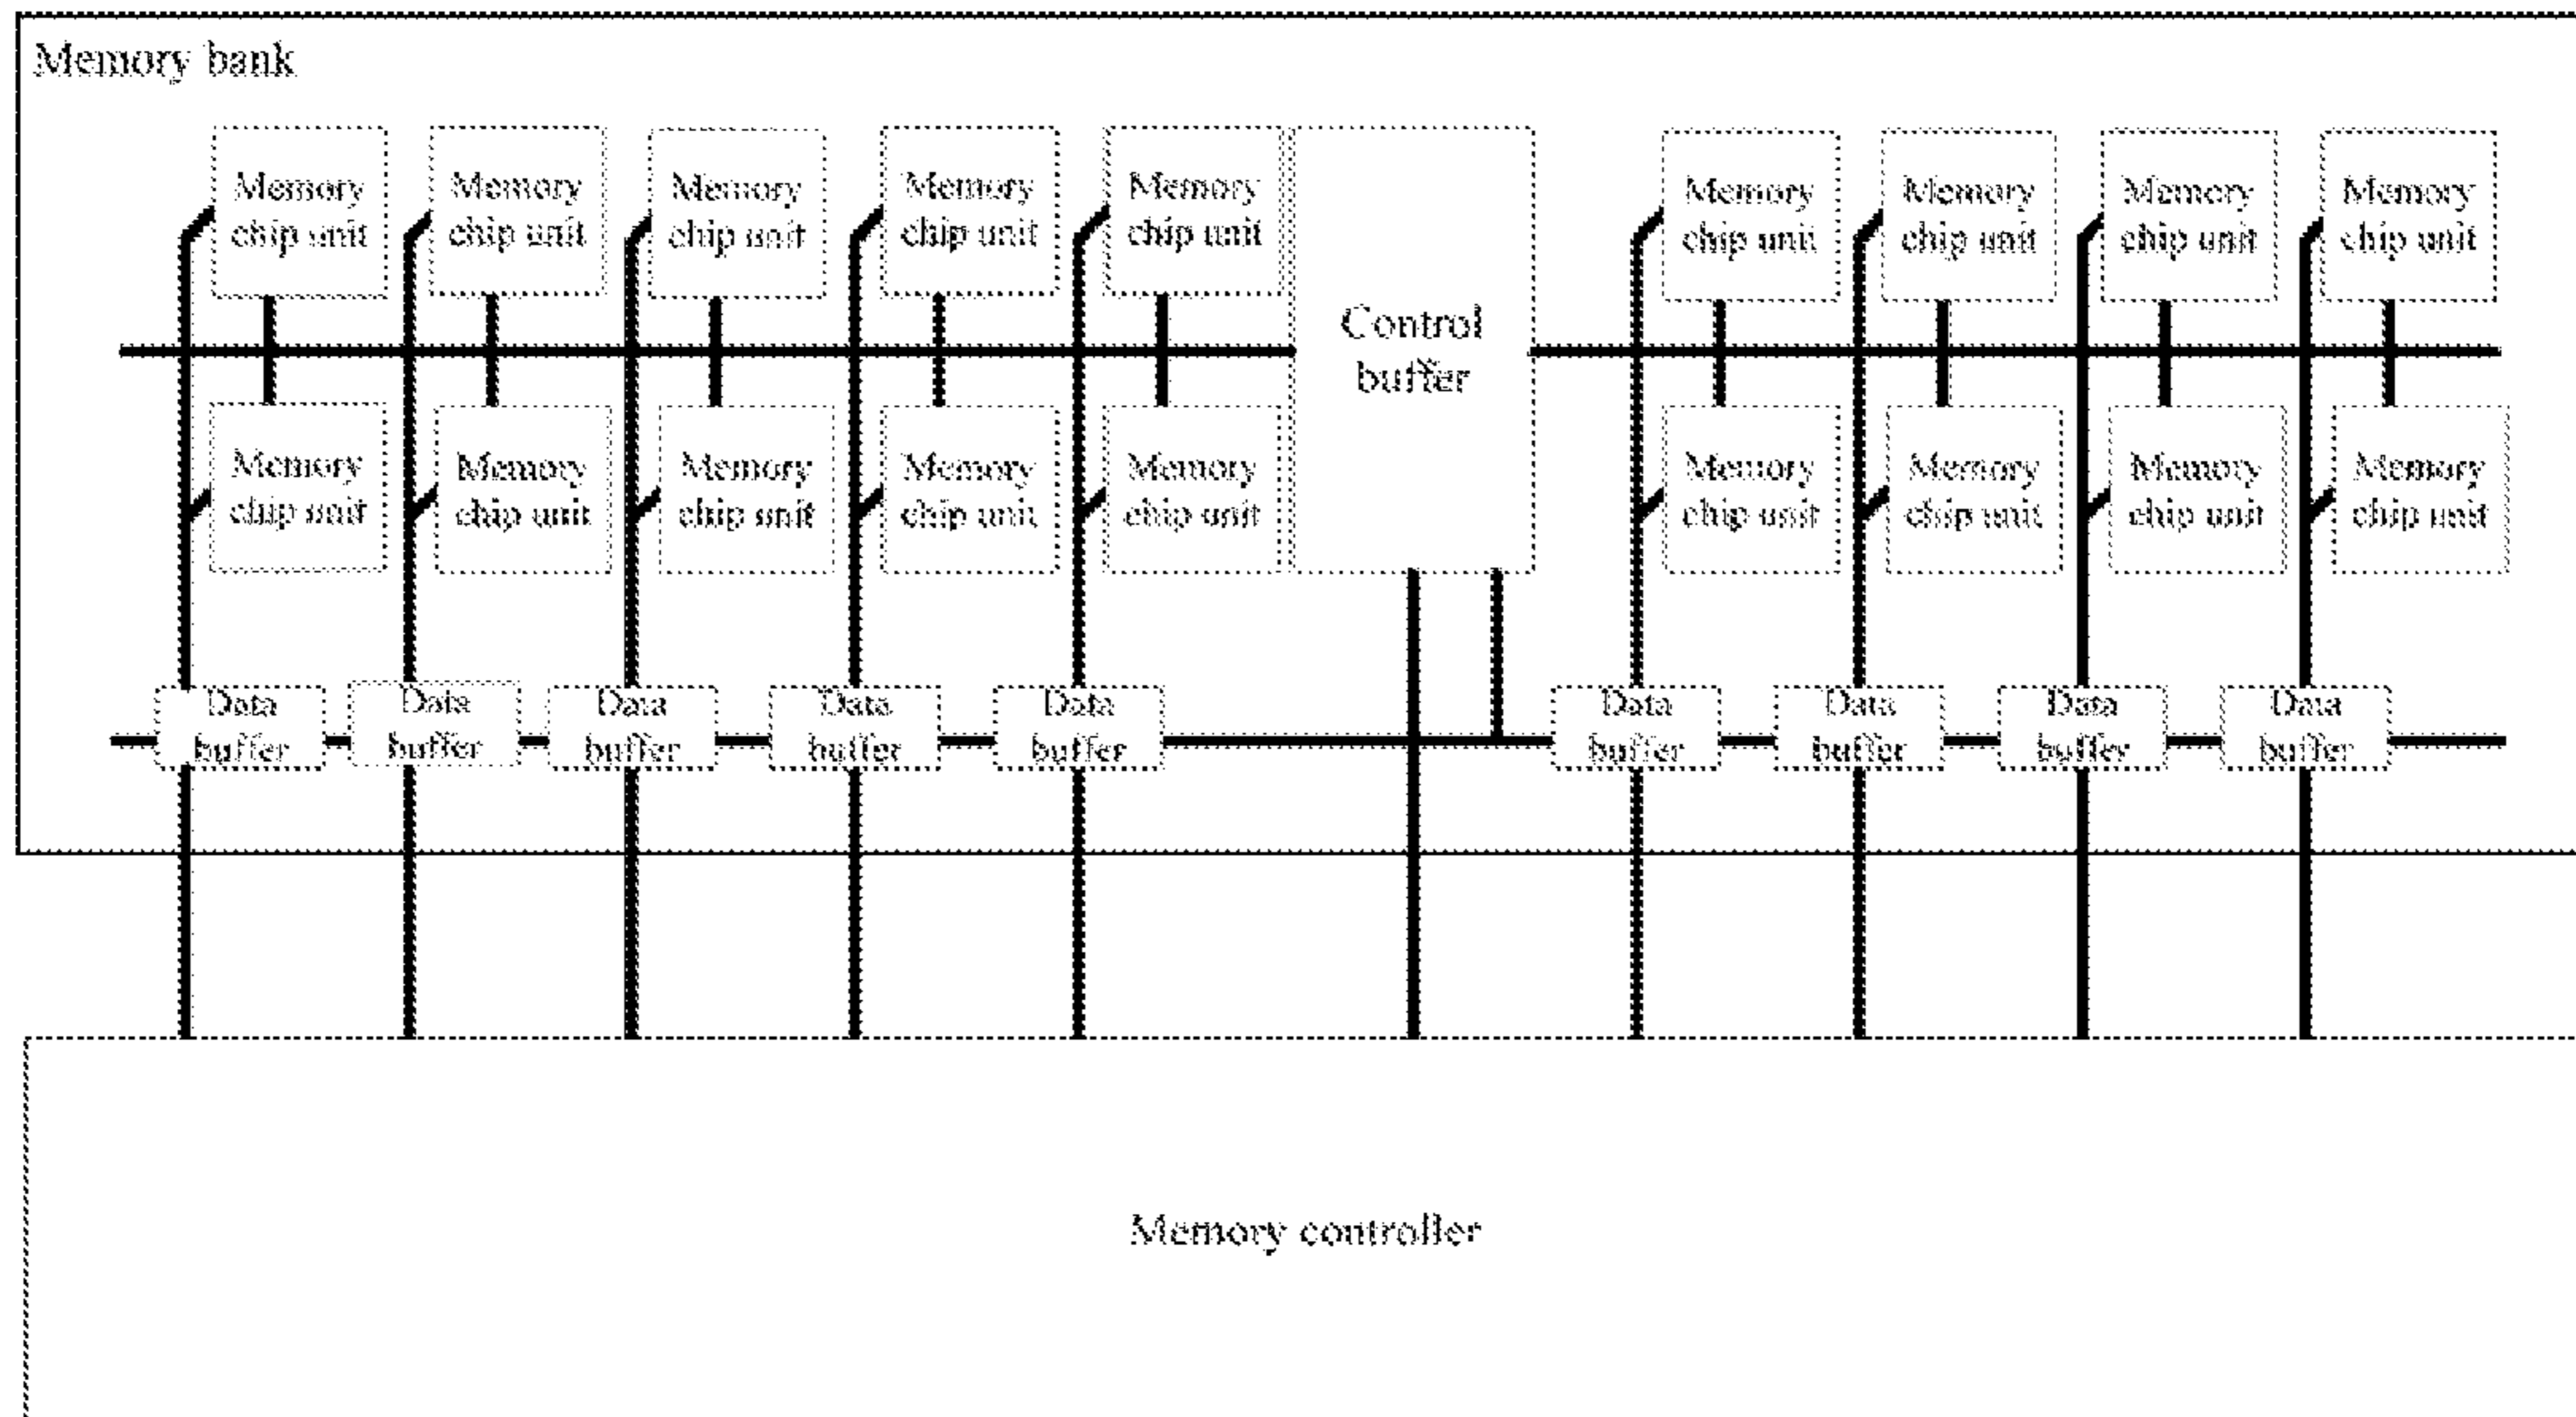 Memory bank
Memory
chip unit
Memory
chip unit
Memory
chip unit
Memory
chip unit
Memory
chip unit
Control
buffer
Memory
chip unit
Memory
chip unit
Memory
chip unit
Memory
chip unit
Memory
chip unit
Memory
chip unit
Memory
chip unit
Memory
chip unit
Memory
chip unit
Memory
chip unit
Memory
chip unit
Memory
chip unit
Memory
chip unit
Data
buffer
Data
buffer
Data
buffer
Data
buffer
Data
buffer
Data
buffer
Data
buffer
Data
buffer
Data
buffer
Memory controller